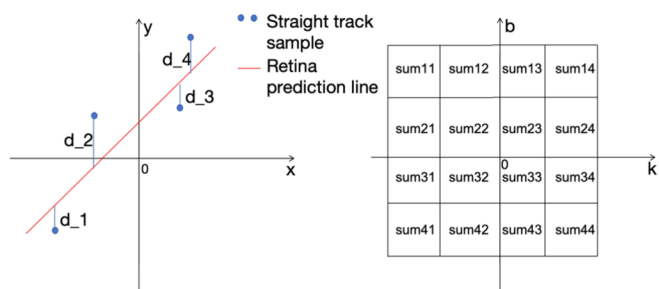 y
d_4
d_3
d_2
0
x
d_1
Straight track
sample
Retina
prediction line
b
sum11 sum12 sum13 sum14
sum21 sum22 sum23 sum24
0
k
sum31 sum32 sum33 sum34
sum41 sum42 sum43 sum44